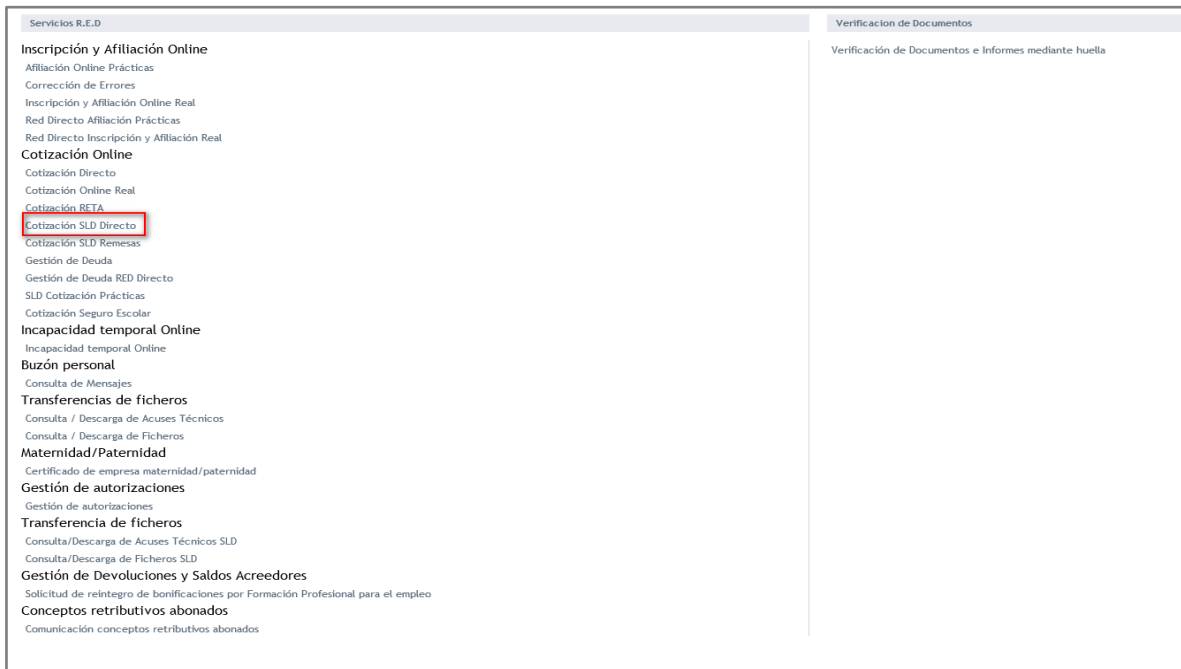 Servicios R.E.D
Inscripción y Afiliación Online
Afiliación Online Prácticas
Corrección de Errores
Inscripción y Afiliación Online Real
Red Directo Afiliación Prácticas
Red Directo Inscripción y Afiliación Real
Cotización Online
Cotización Directo
Cotización Online Real
Cotización RETA
Cotización SLD Directo
Cotización SLD Remesas
Gestión de Deuda
Gestión de Deuda RED Directo
SLD Cotización Prácticas
Cotización Seguro Escolar
Incapacidad temporal Online
Incapacidad temporal Online
Buzón personal
Consulta de Mensajes
Transferencias de ficheros
Consulta / Descarga de Acuses Técnicos
Consulta / Descarga de Ficheros
Maternidad/Paternidad
Certificado de empresa maternidad/paternidad
Gestión de autorizaciones
Gestión de autorizaciones
Transferencia de ficheros
Consulta/Descarga de Acuses Técnicos SLD
Consulta/Descarga de Ficheros SLD
Gestión de Devoluciones y Saldos Acreedores
Solicitud de reintegro de bonificaciones por Formación Profesional para el empleo
Conceptos retributivos abonados
Comunicación conceptos retributivos abonados
Verificacion de Documentos
Verificación de Documentos e Informes mediante huella